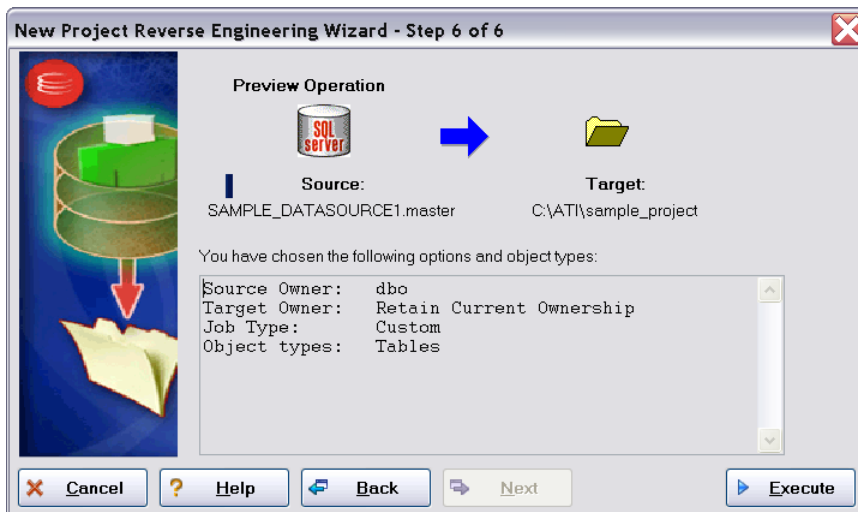 New Project Reverse Engineering Wizard - Step 6 of 6
Preview Operation
SQL
server
Source:
Target:
SAMPLE_DATASOURCE1.master
C:\ATI\sample_project
You have chosen the following options and object types:
Source Owner: dbo
Target Owner: Retain Current Ownership
Job Type: Custom
Object types: Tables
Cancel
Help
Back
Next
Execute